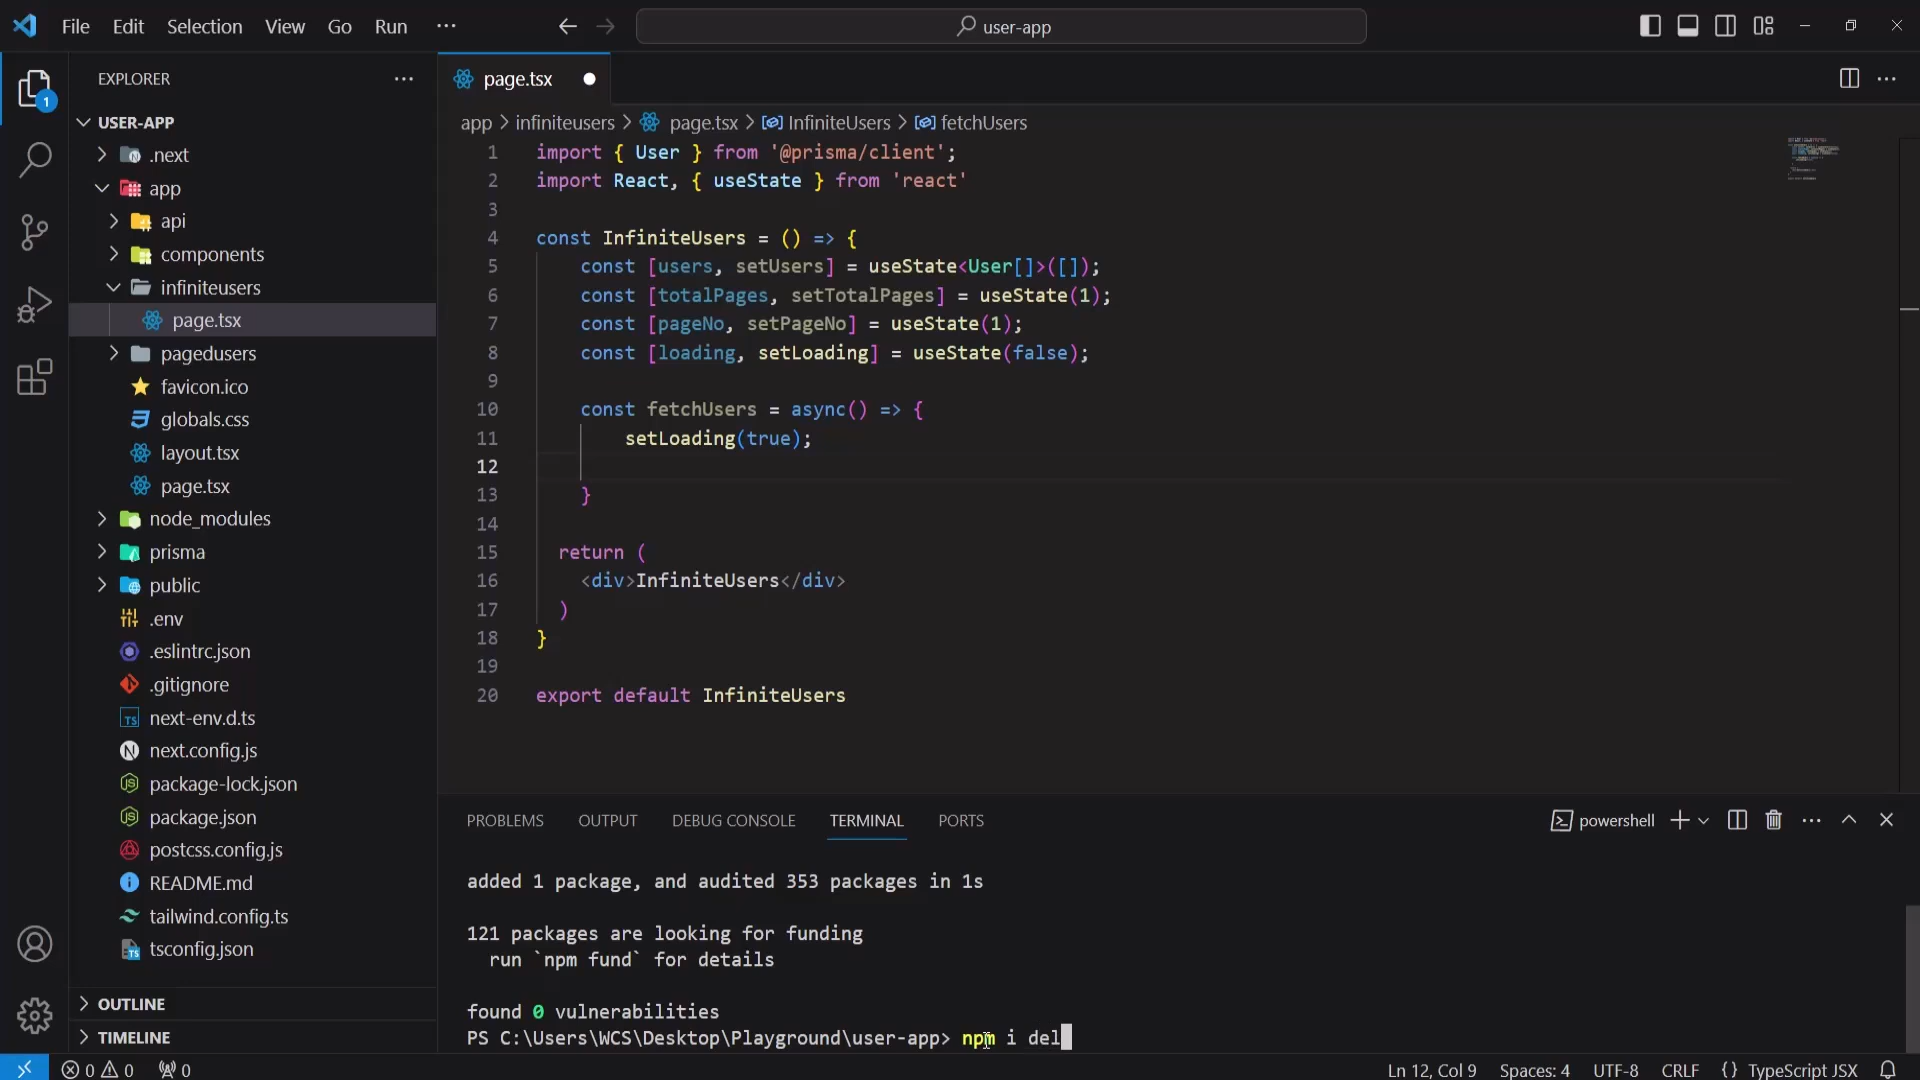 File Edit Selection View Go Run ···
user-app
EXPLORER
1
USER-APP
.next
app
api
components
infiniteusers
page.tsx
pagedusers
favicon.ico
globals.css
layout.tsx
page.tsx
node_modules
prisma
public
.env
.eslintrc.json
.gitignore
next-env.d.ts
next.config.js
package-lock.json
package.json
postcss.config.js
README.md
tailwind.config.ts
tsconfig.json
OUTLINE
TIMELINE
page.tsx
app > infiniteusers > page.tsx > InfiniteUsers > fetchUsers
1 import { User } from '@prisma/client';
2 import React, { useState } from 'react'
3
4 const InfiniteUsers = () => {
5 const [users, setUsers] = useState<User[]>([]);
6 const [totalPages, setTotalPages] = useState(1);
7 const [pageNo, setPageNo] = useState(1);
8 const [loading, setLoading] = useState(false);
9
10 const fetchUsers = async() => {
11 setLoading(true);
12
13 }
14
15 return (
16 <div>InfiniteUsers</div>
17 )
18 }
19
20 export default InfiniteUsers
PROBLEMS OUTPUT DEBUG CONSOLE TERMINAL PORTS
powershell
added 1 package, and audited 353 packages in 1s
121 packages are looking for funding
run `npm fund` for details
found 0 vulnerabilities
PS C:\Users\WCS\Desktop\Playground\user-app> npm i del
0 0 0
Ln 12, Col 9 Spaces: 4 UTF-8 CRLF {} TypeScript JSX